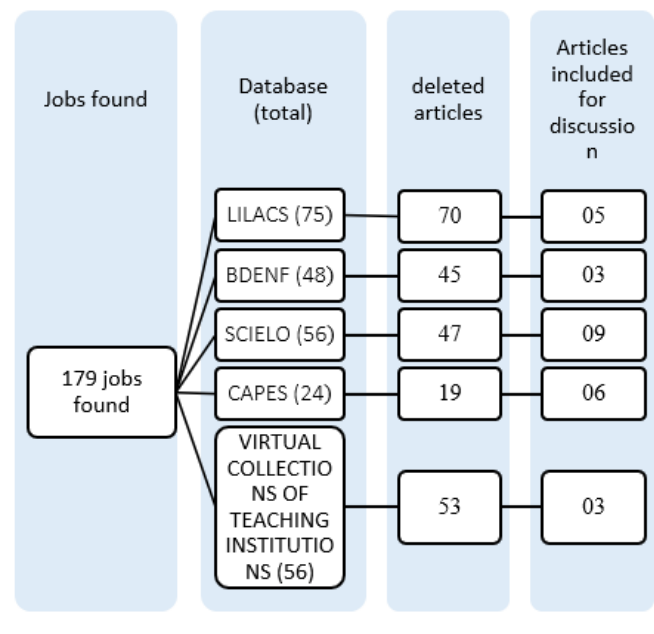 Jobs found
Database
(total)
deleted
articles
Articles
included
for
discussio
n
179 jobs
found
LILACS (75)
70
05
BDENF (48)
45
03
SCIELO (56)
47
09
CAPES (24)
19
06
VIRTUAL
COLLECTIO
NS OF
TEACHING
INSTITUTIO
NS (56)
53
03